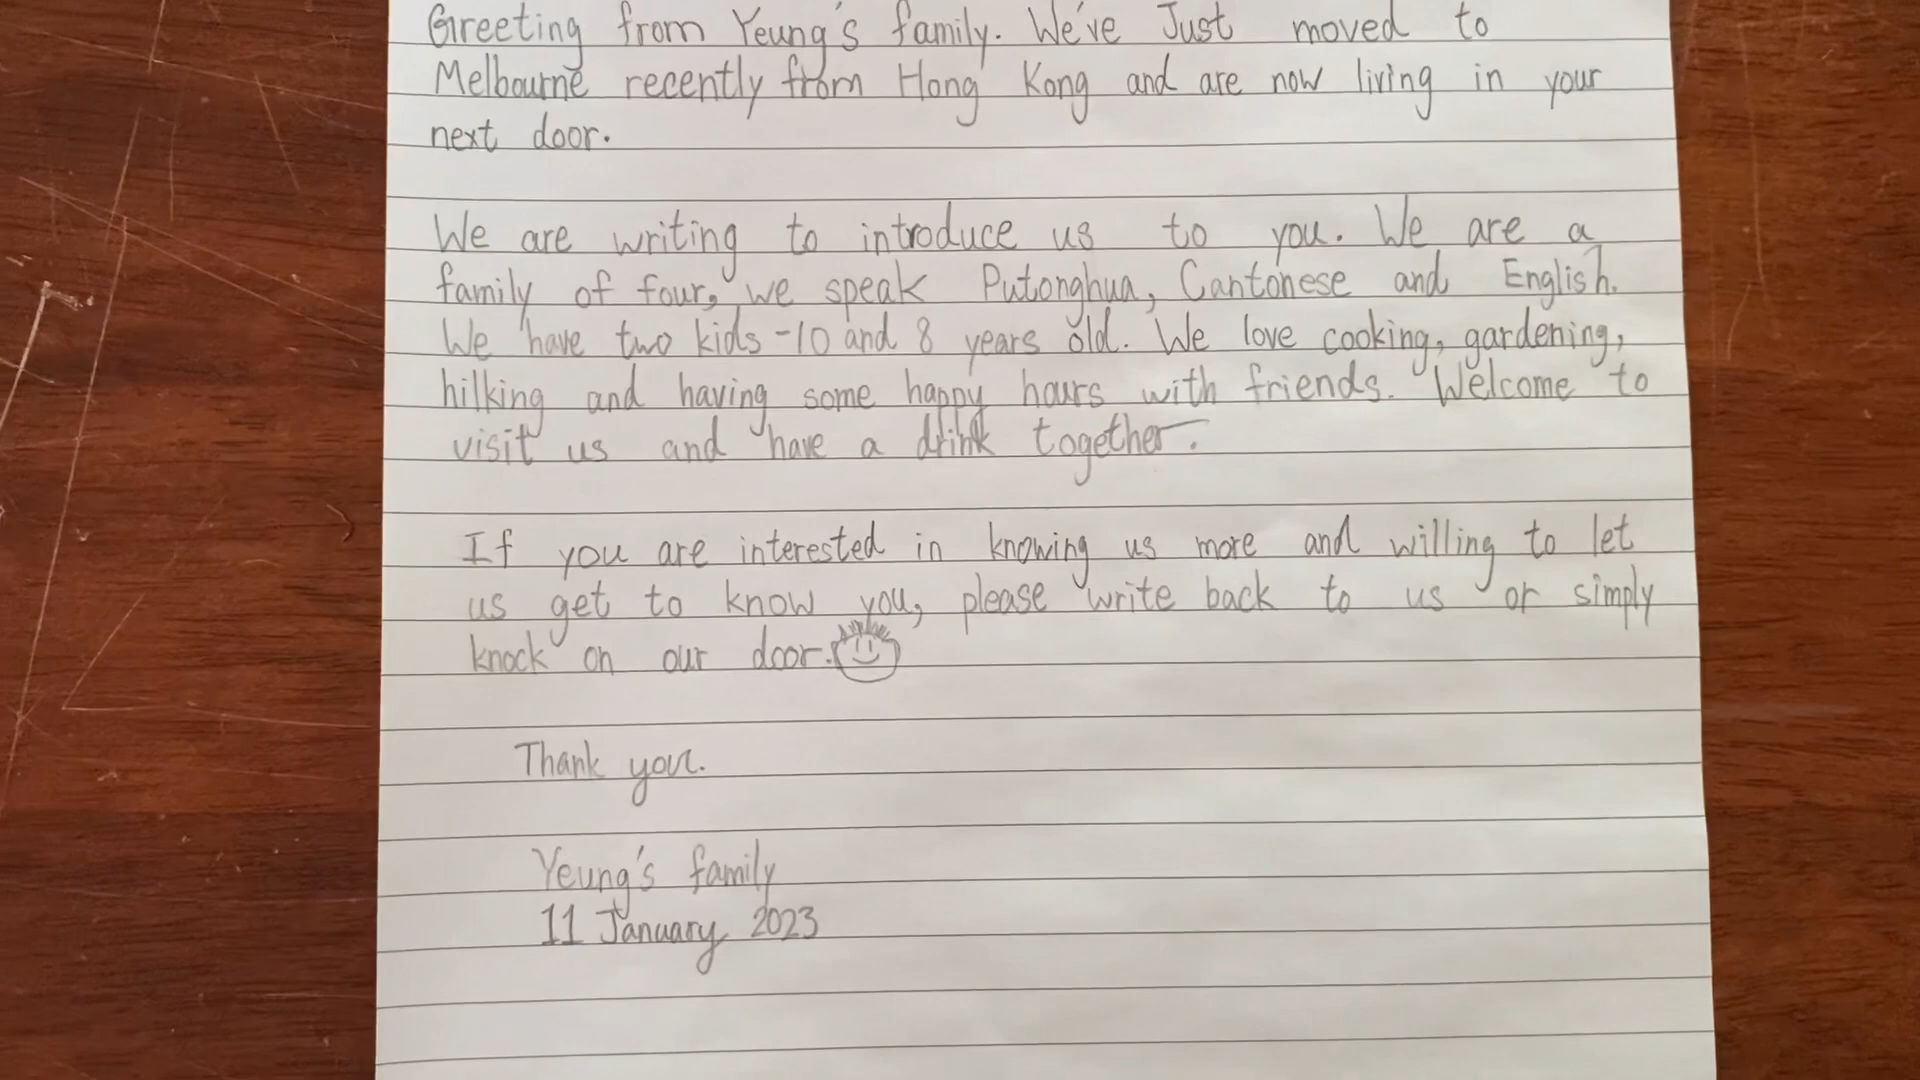 Greeting from Yeung's family. We've Just moved to
Melbourne recently from Hong Kong and are now living in your
next door.
We are writing to introduce us to you. We are a
family of four, we speak Putonghua, Cantonese and English.
We have two kids - 10 and 8 years old. We love cooking, gardening,
hilking and having some happy hours with friends. Welcome to
visit us and have a drink together.
If you are interested in knowing us more and willing to let
us get to know you, please write back to us or simply
knock on our door.
Thank you.
Yeung's family
11 January 2023